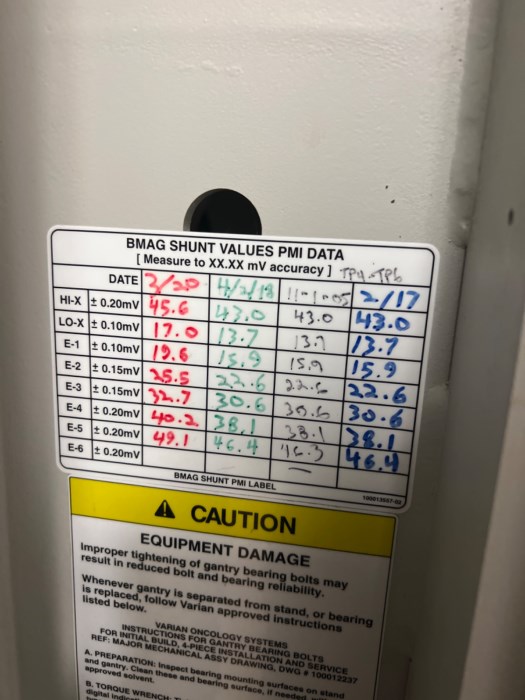 BMAG SHUNT VALUES PMI DATA
[ Measure to XX.XX mV accuracy ] TP4-TP6
DATE 3/20 4/2/18 11-1-05 2/17
HI-X ± 0.20mV 45.6 43.0 43.0 43.0
LO-X ± 0.10mV 17.0 13.7 13.7 13.7
E-1 ± 0.10mV 19.6 15.9 15.9 15.9
E-2 ± 0.15mV 25.5 22.6 22.6 22.6
E-3 ± 0.15mV 32.7 30.6 30.6 30.6
E-4 ± 0.20mV 40.2 38.1 38.1 38.1
E-5 ± 0.20mV 49.1 46.4 46.3 46.4
E-6 ± 0.20mV —
BMAG SHUNT PMI LABEL
CAUTION
EQUIPMENT DAMAGE
Improper tightening of gantry bearing bolts may
result in reduced bolt and bearing reliability.
Whenever gantry is separated from stand, or bearing
is replaced, follow Varian approved instructions
listed below.
VARIAN ONCOLOGY SYSTEMS
INSTRUCTIONS FOR GANTRY BEARING BOLTS
FOR INITIAL BUILD, 4-PIECE INSTALLATION AND SERVICE
REF: MAJOR MECHANICAL ASSY DRAWING, DWG # 100012237
A. PREPARATION: Inspect bearing mounting surfaces on stand
and gantry. Clean these and bearing surface, if needed, with
approved solvent.
B. TORQUE WRENCH:
digital